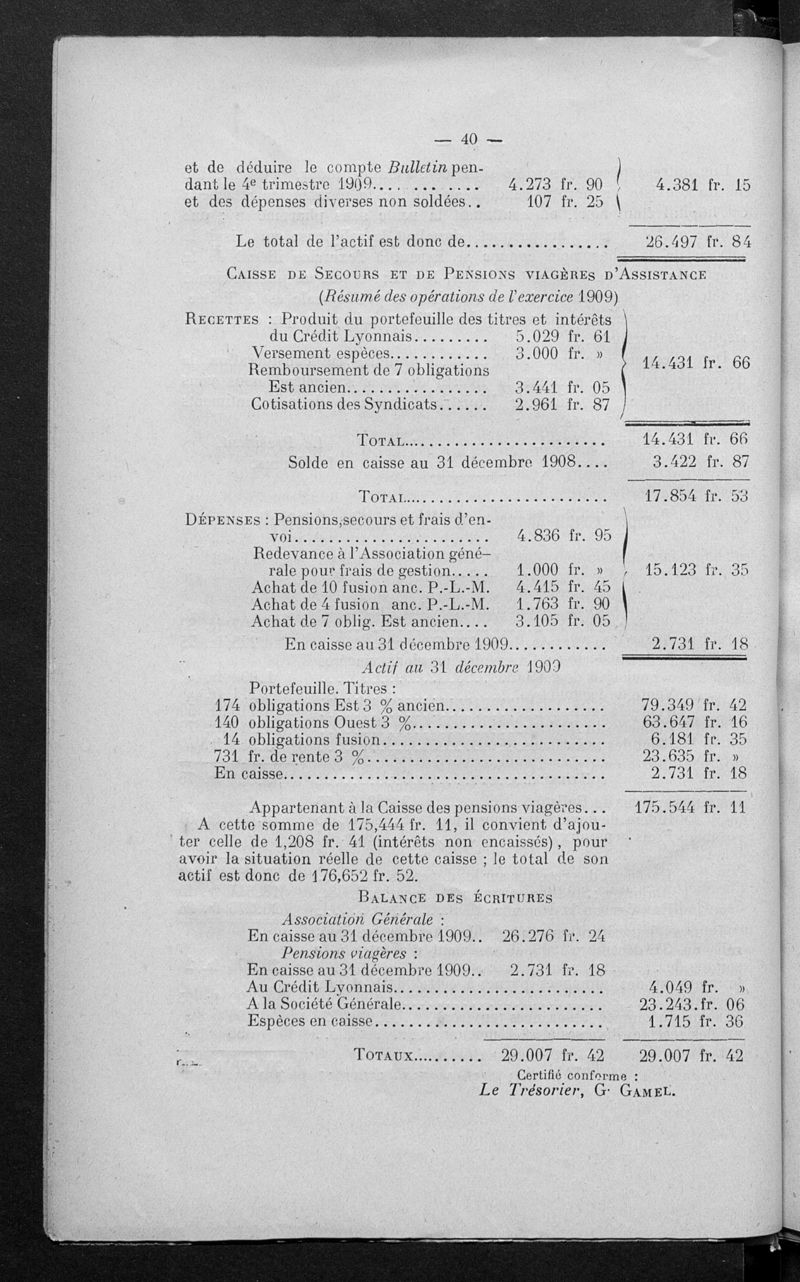 — 40 —
et de déduire le compte Bulletin pen-
dant le 4e trimestre 1909.... ... .... 4.273 fr. 90
et des dépenses diverses non soldées.. 107 fr. 25
4.381 fr. 15
Le total de l'actif est donc de................. 26.497 fr. 84
CAISSE DE SECOURS ET DE PENSIONS VIAGÈRES D'ASSISTANCE
(Résumé des opérations de l'exercice 1909)
RECETTES : Produit du portefeuille des titres et intérêts
du Crédit Lyonnais......... 5.029 fr. 61
Versement espèces............ 3.000 fr. »
Remboursement de 7 obligations
Est ancien................. 3.441 fr. 05
Cotisations des Syndicats...... 2.961 fr. 87
14.431 fr. 66
TOTAL........................ 14.431 fr. 66
Solde en caisse au 31 décembre 1908.... 3.422 fr. 87
TOTAL........................ 17.854 fr. 53
DÉPENSES : Pensions, secours et frais d'en-
voi....................... 4.836 fr. 95
Redevance à l'Association géné-
rale pour frais de gestion..... 1.000 fr. »
Achat de 10 fusion anc. P.-L.-M. 4.415 fr. 45
Achat de 4 fusion anc. P.-L.-M. 1.763 fr. 90
Achat de 7 oblig. Est ancien.... 3.105 fr. 05
15.123 fr. 35
En caisse au 31 décembre 1909............ 2.731 fr. 18
Actif au 31 décembre 1909
Portefeuille. Titres :
174 obligations Est 3 % ancien................... 79.349 fr. 42
140 obligations Ouest 3 %....................... 63.647 fr. 16
14 obligations fusion........................... 6.181 fr. 35
731 fr. de rente 3 %............................ 23.635 fr. »
En caisse...................................... 2.731 fr. 18
Appartenant à la Caisse des pensions viagères... 175.544 fr. 11
A cette somme de 175,444 fr. 11, il convient d'ajou-
ter celle de 1,208 fr. 41 (intérêts non encaissés), pour
avoir la situation réelle de cette caisse ; le total de son
actif est donc de 176,652 fr. 52.
BALANCE DES ÉCRITURES
Association Générale :
En caisse au 31 décembre 1909.. 26.276 fr. 24
Pensions viagères :
En caisse au 31 décembre 1909.. 2.731 fr. 18
Au Crédit Lyonnais......................... 4.049 fr. »
A la Société Générale........................ 23.243.fr. 06
Espèces en caisse........................... 1.715 fr. 36
TOTAUX.......... 29.007 fr. 42 29.007 fr. 42
Certifié conforme :
Le Trésorier, G. GAMEL.